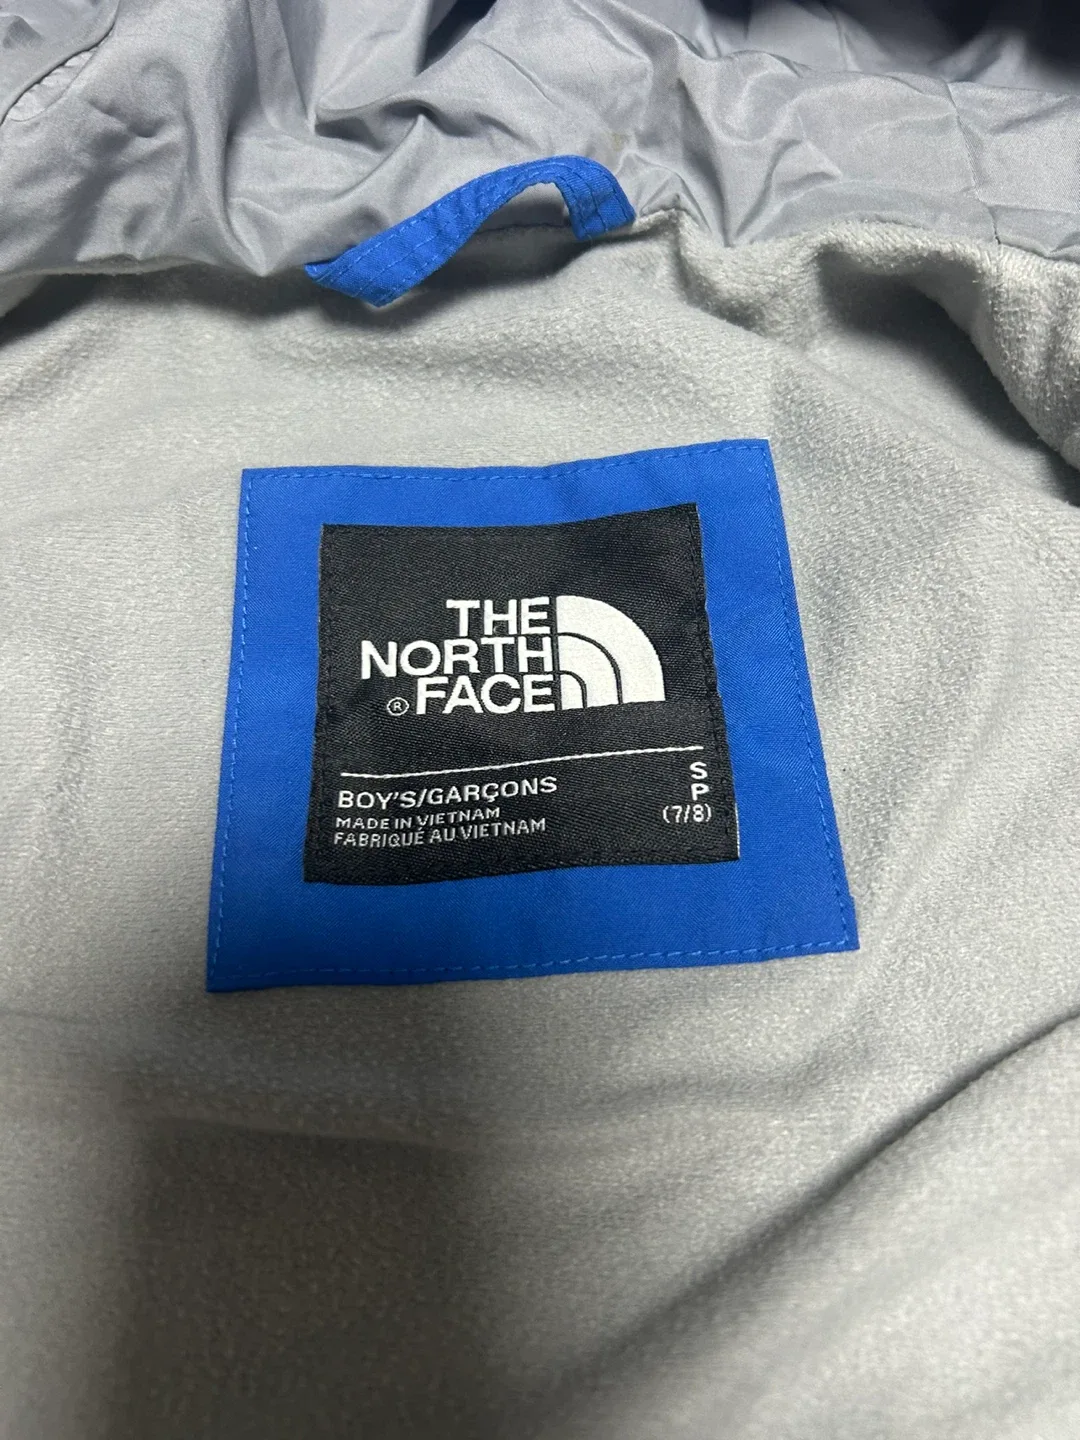 THE
NORTH
® FACE
BOY'S/GARÇONS
MADE IN VIETNAM
FABRIQUÉ AU VIETNAM
S
P
(7/8)